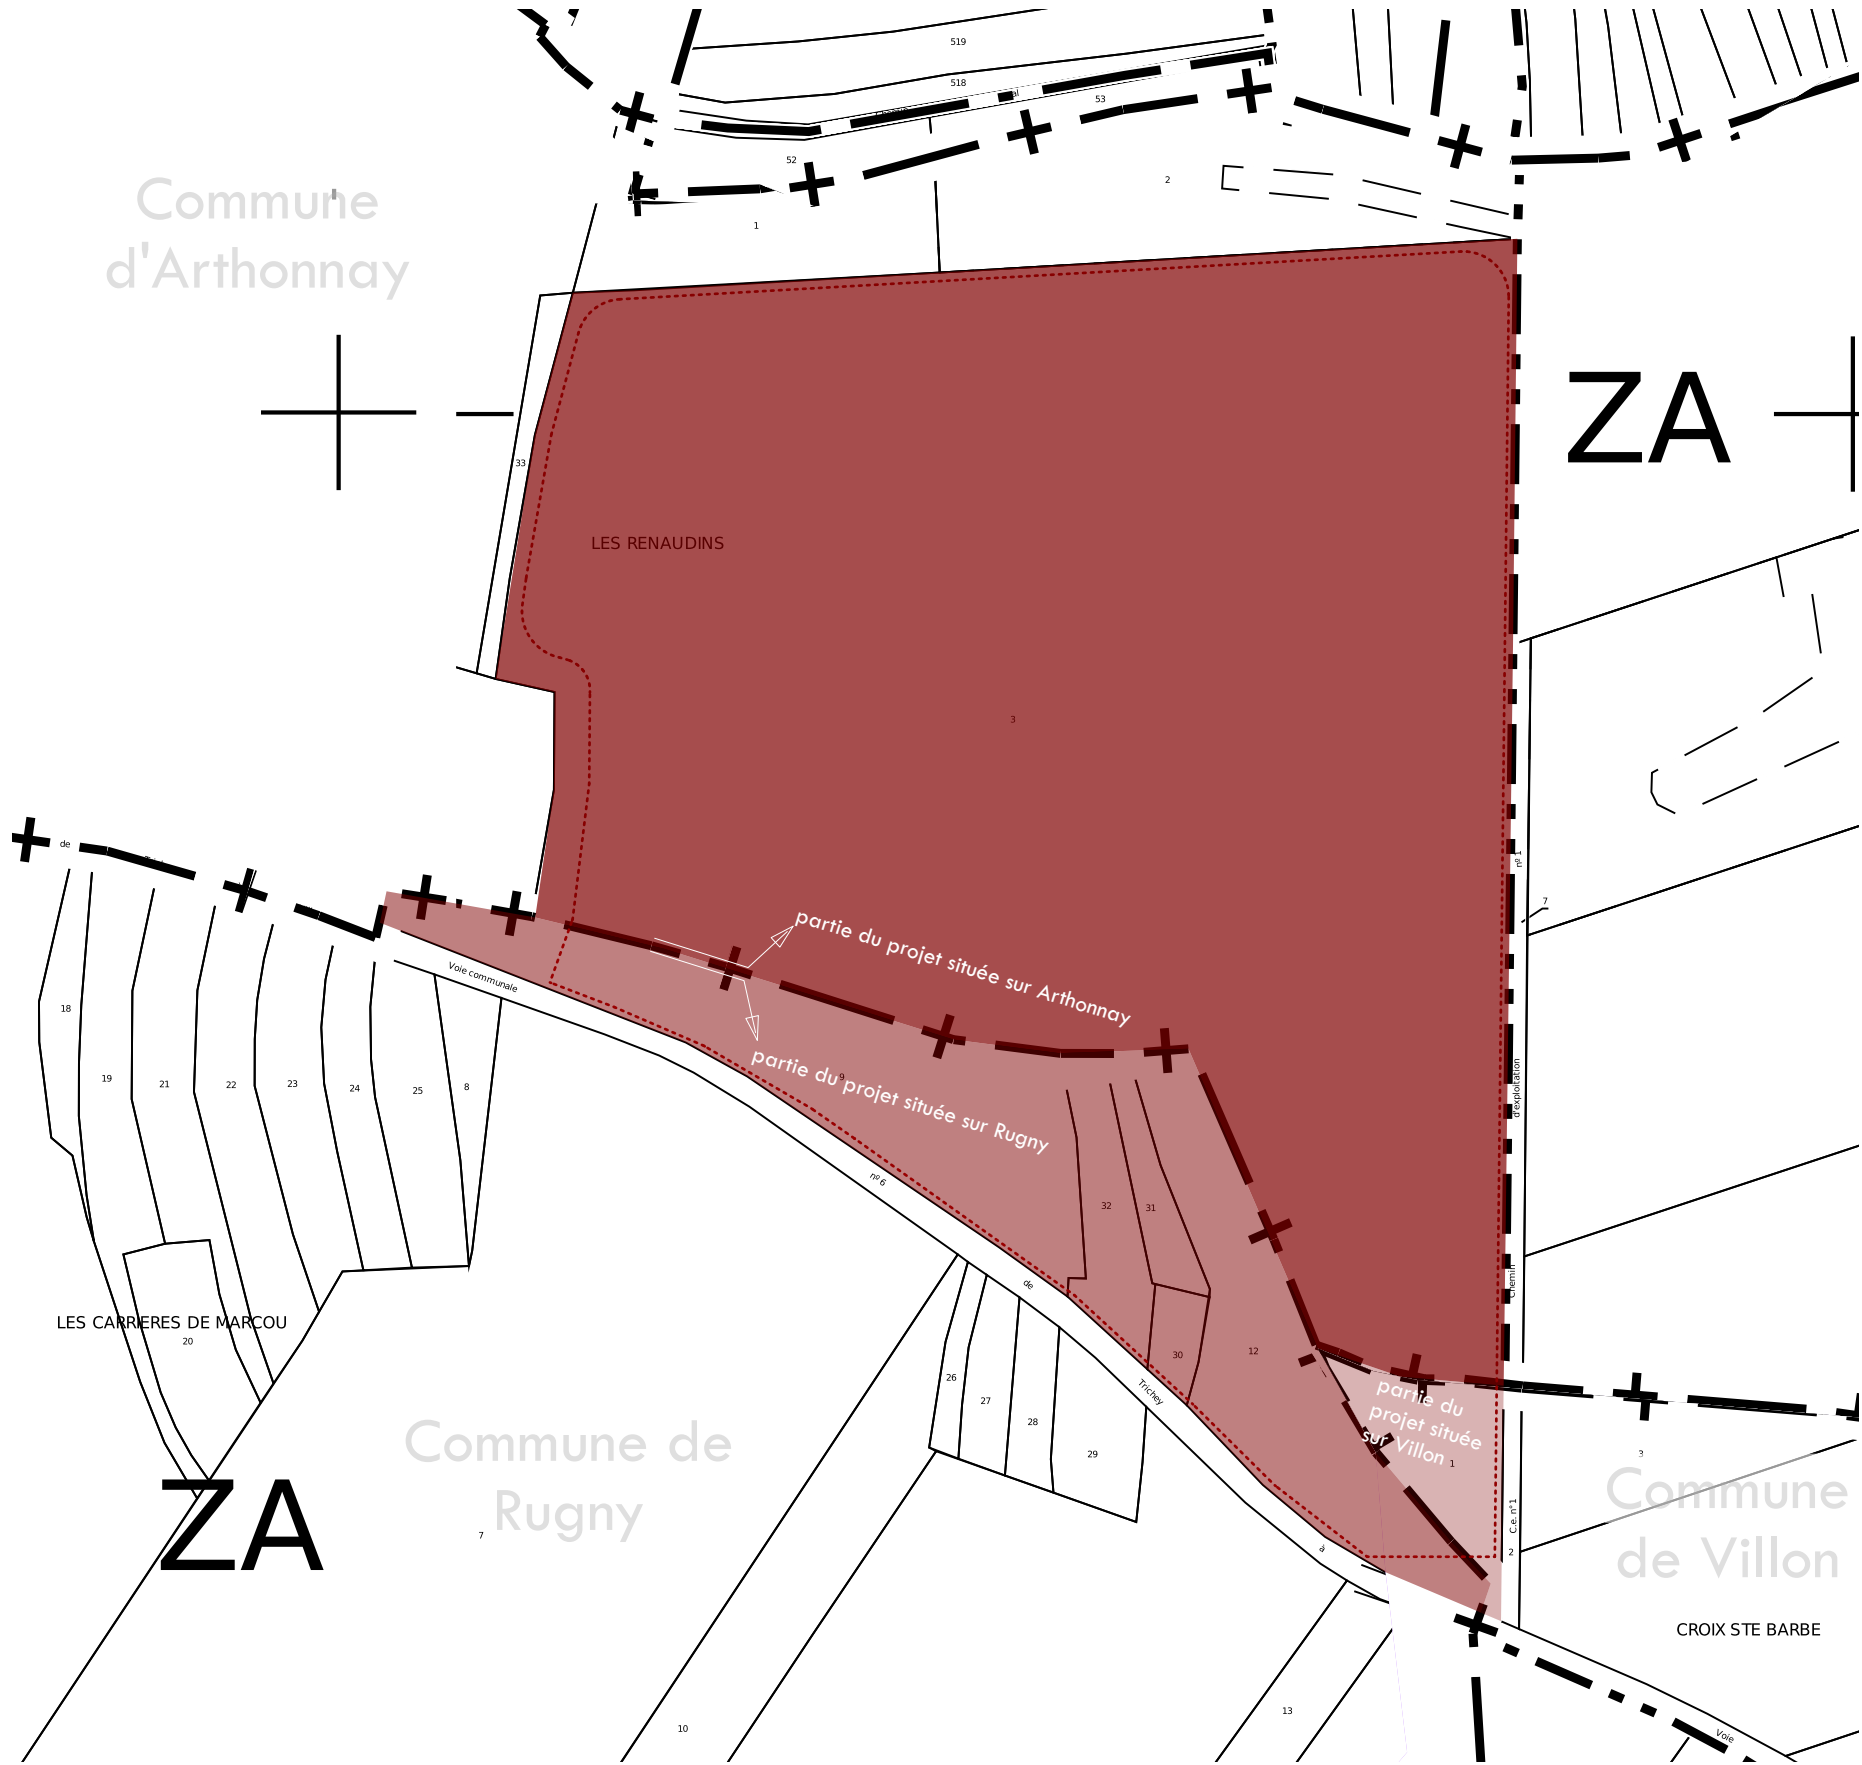 519
518
al
53
52
Commune
d'Arthonnay
2
1
ZA
33
LES RENAUDINS
3
de
nº 1
7
partie du projet située sur Arthonnay
Voie communale
18
partie du projet située sur Rugny
9
19
21
22
23
24
25
8
d'exploitation
nº 6
32
31
Chemin
de
LES CARRIERES DE MARCOU
20
30
12
26
27
28
29
Trichey
partie du
projet située
sur Villon
1
3
Commune de
Rugny
ZA
7
Commune
de Villon
C.e. n°1
2
à
CROIX STE BARBE
10
13
Voie